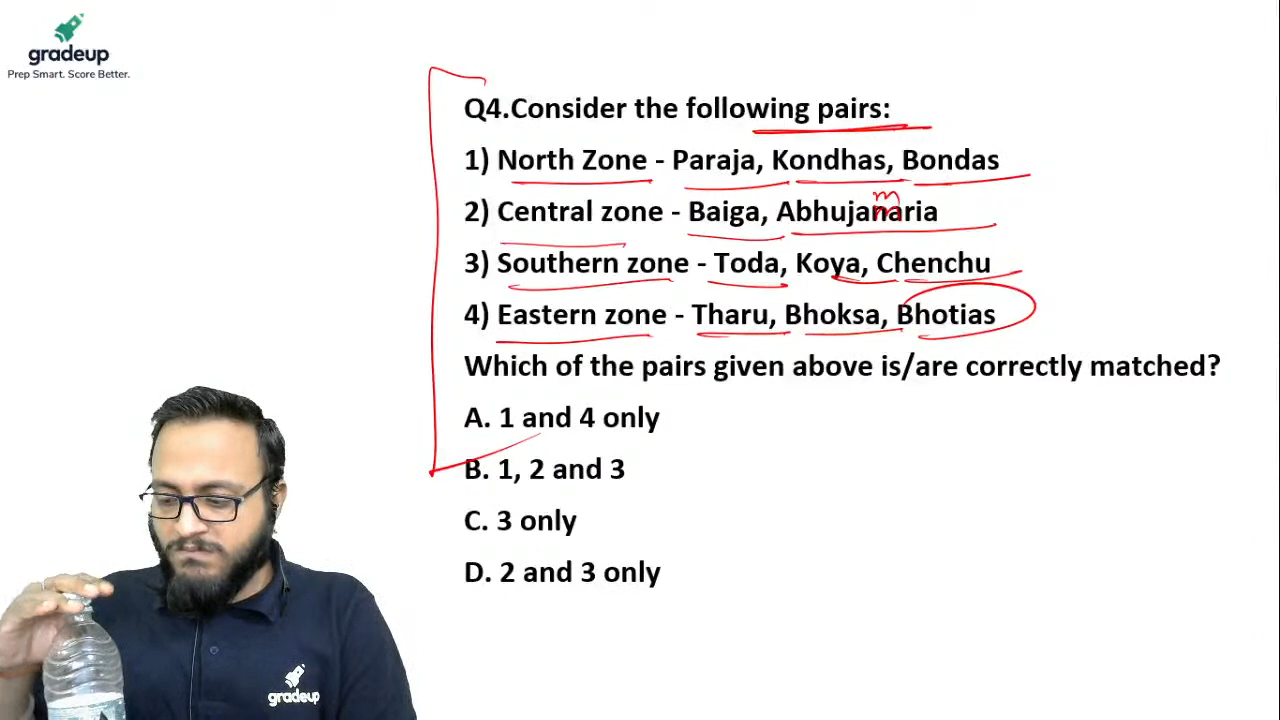 gradeup
Prep Smart. Score Better.
Q4.Consider the following pairs:
1) North Zone - Paraja, Kondhas, Bondas
m
2) Central zone - Baiga, Abhujanaria
3) Southern zone - Toda, Koya, Chenchu
4) Eastern zone - Tharu, Bhoksa, Bhotias
Which of the pairs given above is/are correctly matched?
A. 1 and 4 only
B. 1, 2 and 3
C. 3 only
D. 2 and 3 only
gradeup